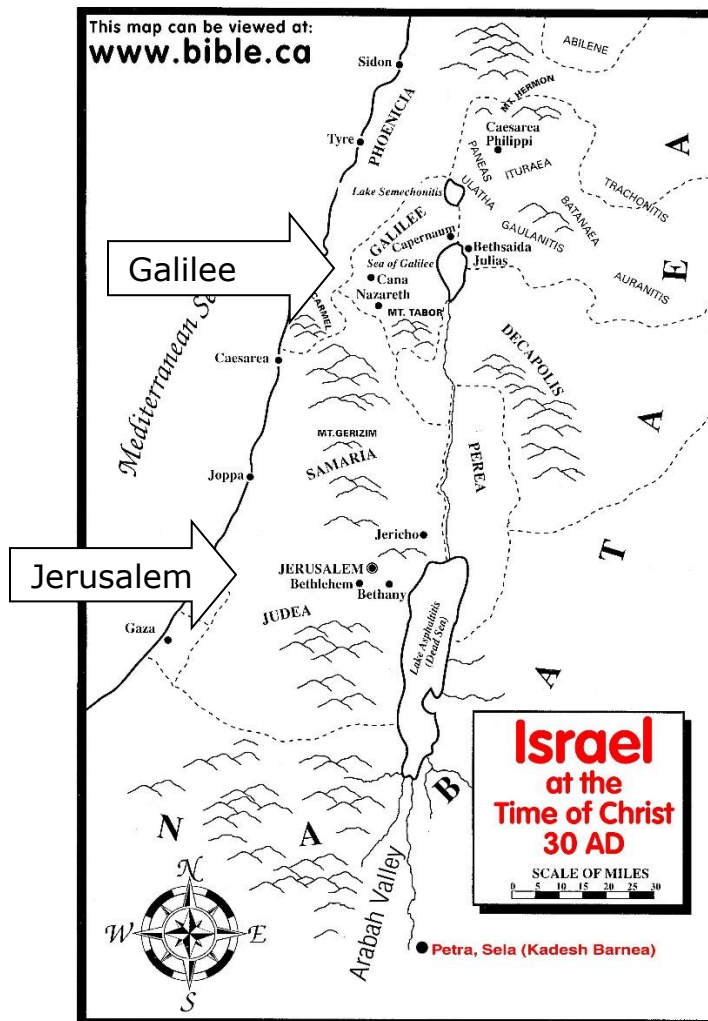 This map can be viewed at:
www.bible.ca
ABILENE
Sidon
MT. HERMON
PHOENICIA
Caesarea
Philippi
Tyre
PANEAS
ITURAEA
Lake Semechonitis
ULATHA
TRACHONITIS
BATANAEA
GALILEE
GAULANITIS
Capernaum
Bethsaida
Julias
Galilee
Sea of Galilee
AURANITIS
Cana
Nazareth
MT. TABOR
CARMEL
Mediterranean Se
DECAPOLIS
Caesarea
MT.GERIZIM
SAMARIA
PEREA
Joppa
Jericho
JERUSALEM
Jerusalem
Bethlehem
Bethany
JUDEA
Gaza
Lake Asphaltitis
(Dead Sea)
N A B A T A E A
Israel
at the
Time of Christ
30 AD
SCALE OF MILES
0 5 10 15 20 25 30
Arabah Valley
N
W E
S
Petra, Sela (Kadesh Barnea)